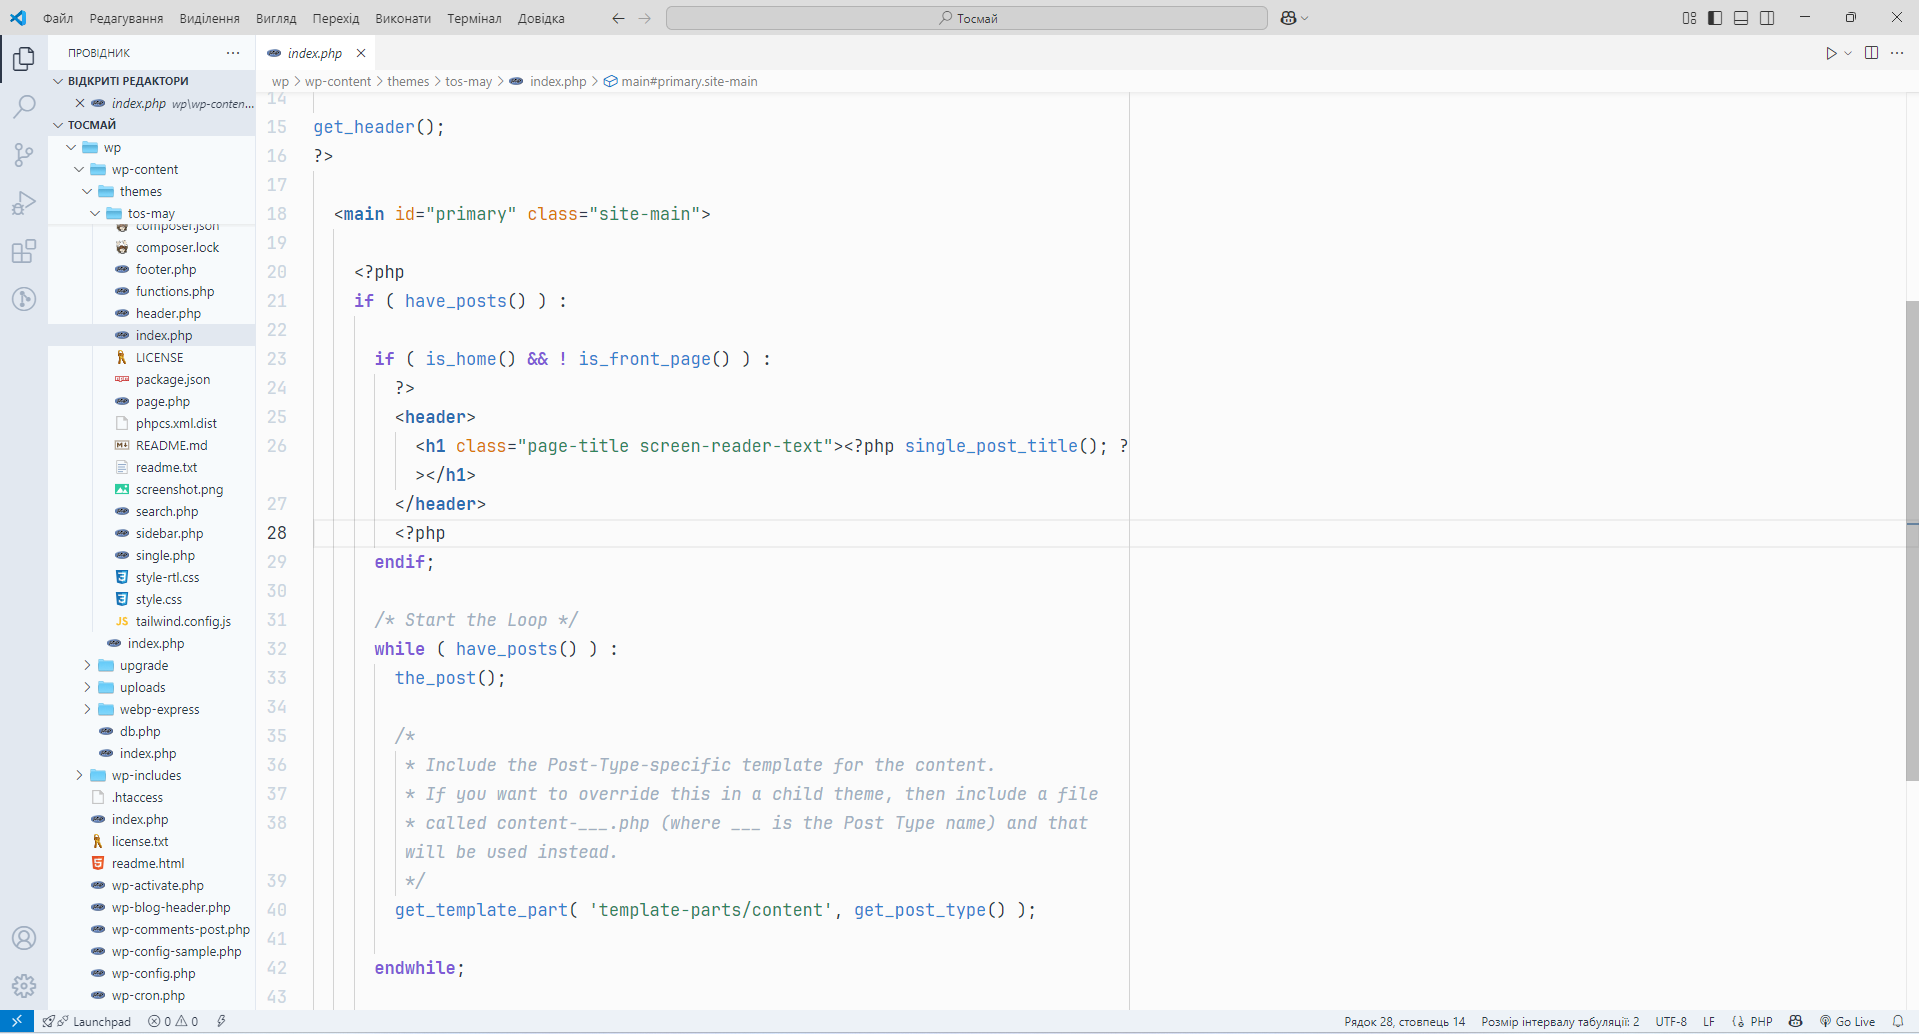 Файл Редагування Виділення Вигляд Перехід Виконати Термінал Довідка
Тосмай
ПРОВІДНИК
ВІДКРИТІ РЕДАКТОРИ
index.php wp\wp-conten...
ТОСМАЙ
wp
wp-content
themes
tos-may
composer.json
composer.lock
footer.php
functions.php
header.php
index.php
LICENSE
package.json
page.php
phpcs.xml.dist
README.md
readme.txt
screenshot.png
search.php
sidebar.php
single.php
style-rtl.css
style.css
JS tailwind.config.js
index.php
upgrade
uploads
webp-express
db.php
index.php
wp-includes
.htaccess
index.php
license.txt
readme.html
wp-activate.php
wp-blog-header.php
wp-comments-post.php
wp-config-sample.php
wp-config.php
wp-cron.php
index.php
wp > wp-content > themes > tos-may > index.php > main#primary.site-main
14
15 get_header();
16 ?>
17
18 <main id="primary" class="site-main">
19
20 <?php
21 if ( have_posts() ) :
22
23 if ( is_home() && ! is_front_page() ) :
24 ?>
25 <header>
26 <h1 class="page-title screen-reader-text"><?php single_post_title(); ?
></h1>
27 </header>
28 <?php
29 endif;
30
31 /* Start the Loop */
32 while ( have_posts() ) :
33 the_post();
34
35 /*
36 * Include the Post-Type-specific template for the content.
37 * If you want to override this in a child theme, then include a file
38 * called content-___.php (where ___ is the Post Type name) and that
will be used instead.
39 */
40 get_template_part( 'template-parts/content', get_post_type() );
41
42 endwhile;
43
Launchpad 0 0
Рядок 28, стовпець 14 Розмір інтервалу табуляції: 2 UTF-8 LF PHP Go Live